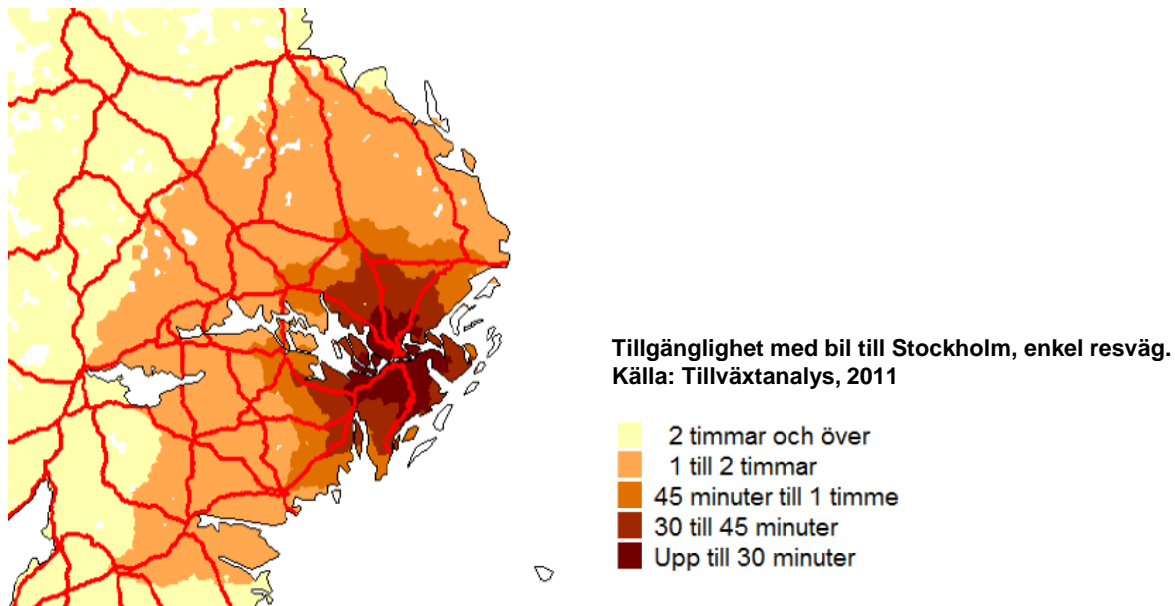 Tillgänglighet med bil till Stockholm, enkel resväg.
Källa: Tillväxtanalys, 2011
2 timmar och över
1 till 2 timmar
45 minuter till 1 timme
30 till 45 minuter
Upp till 30 minuter